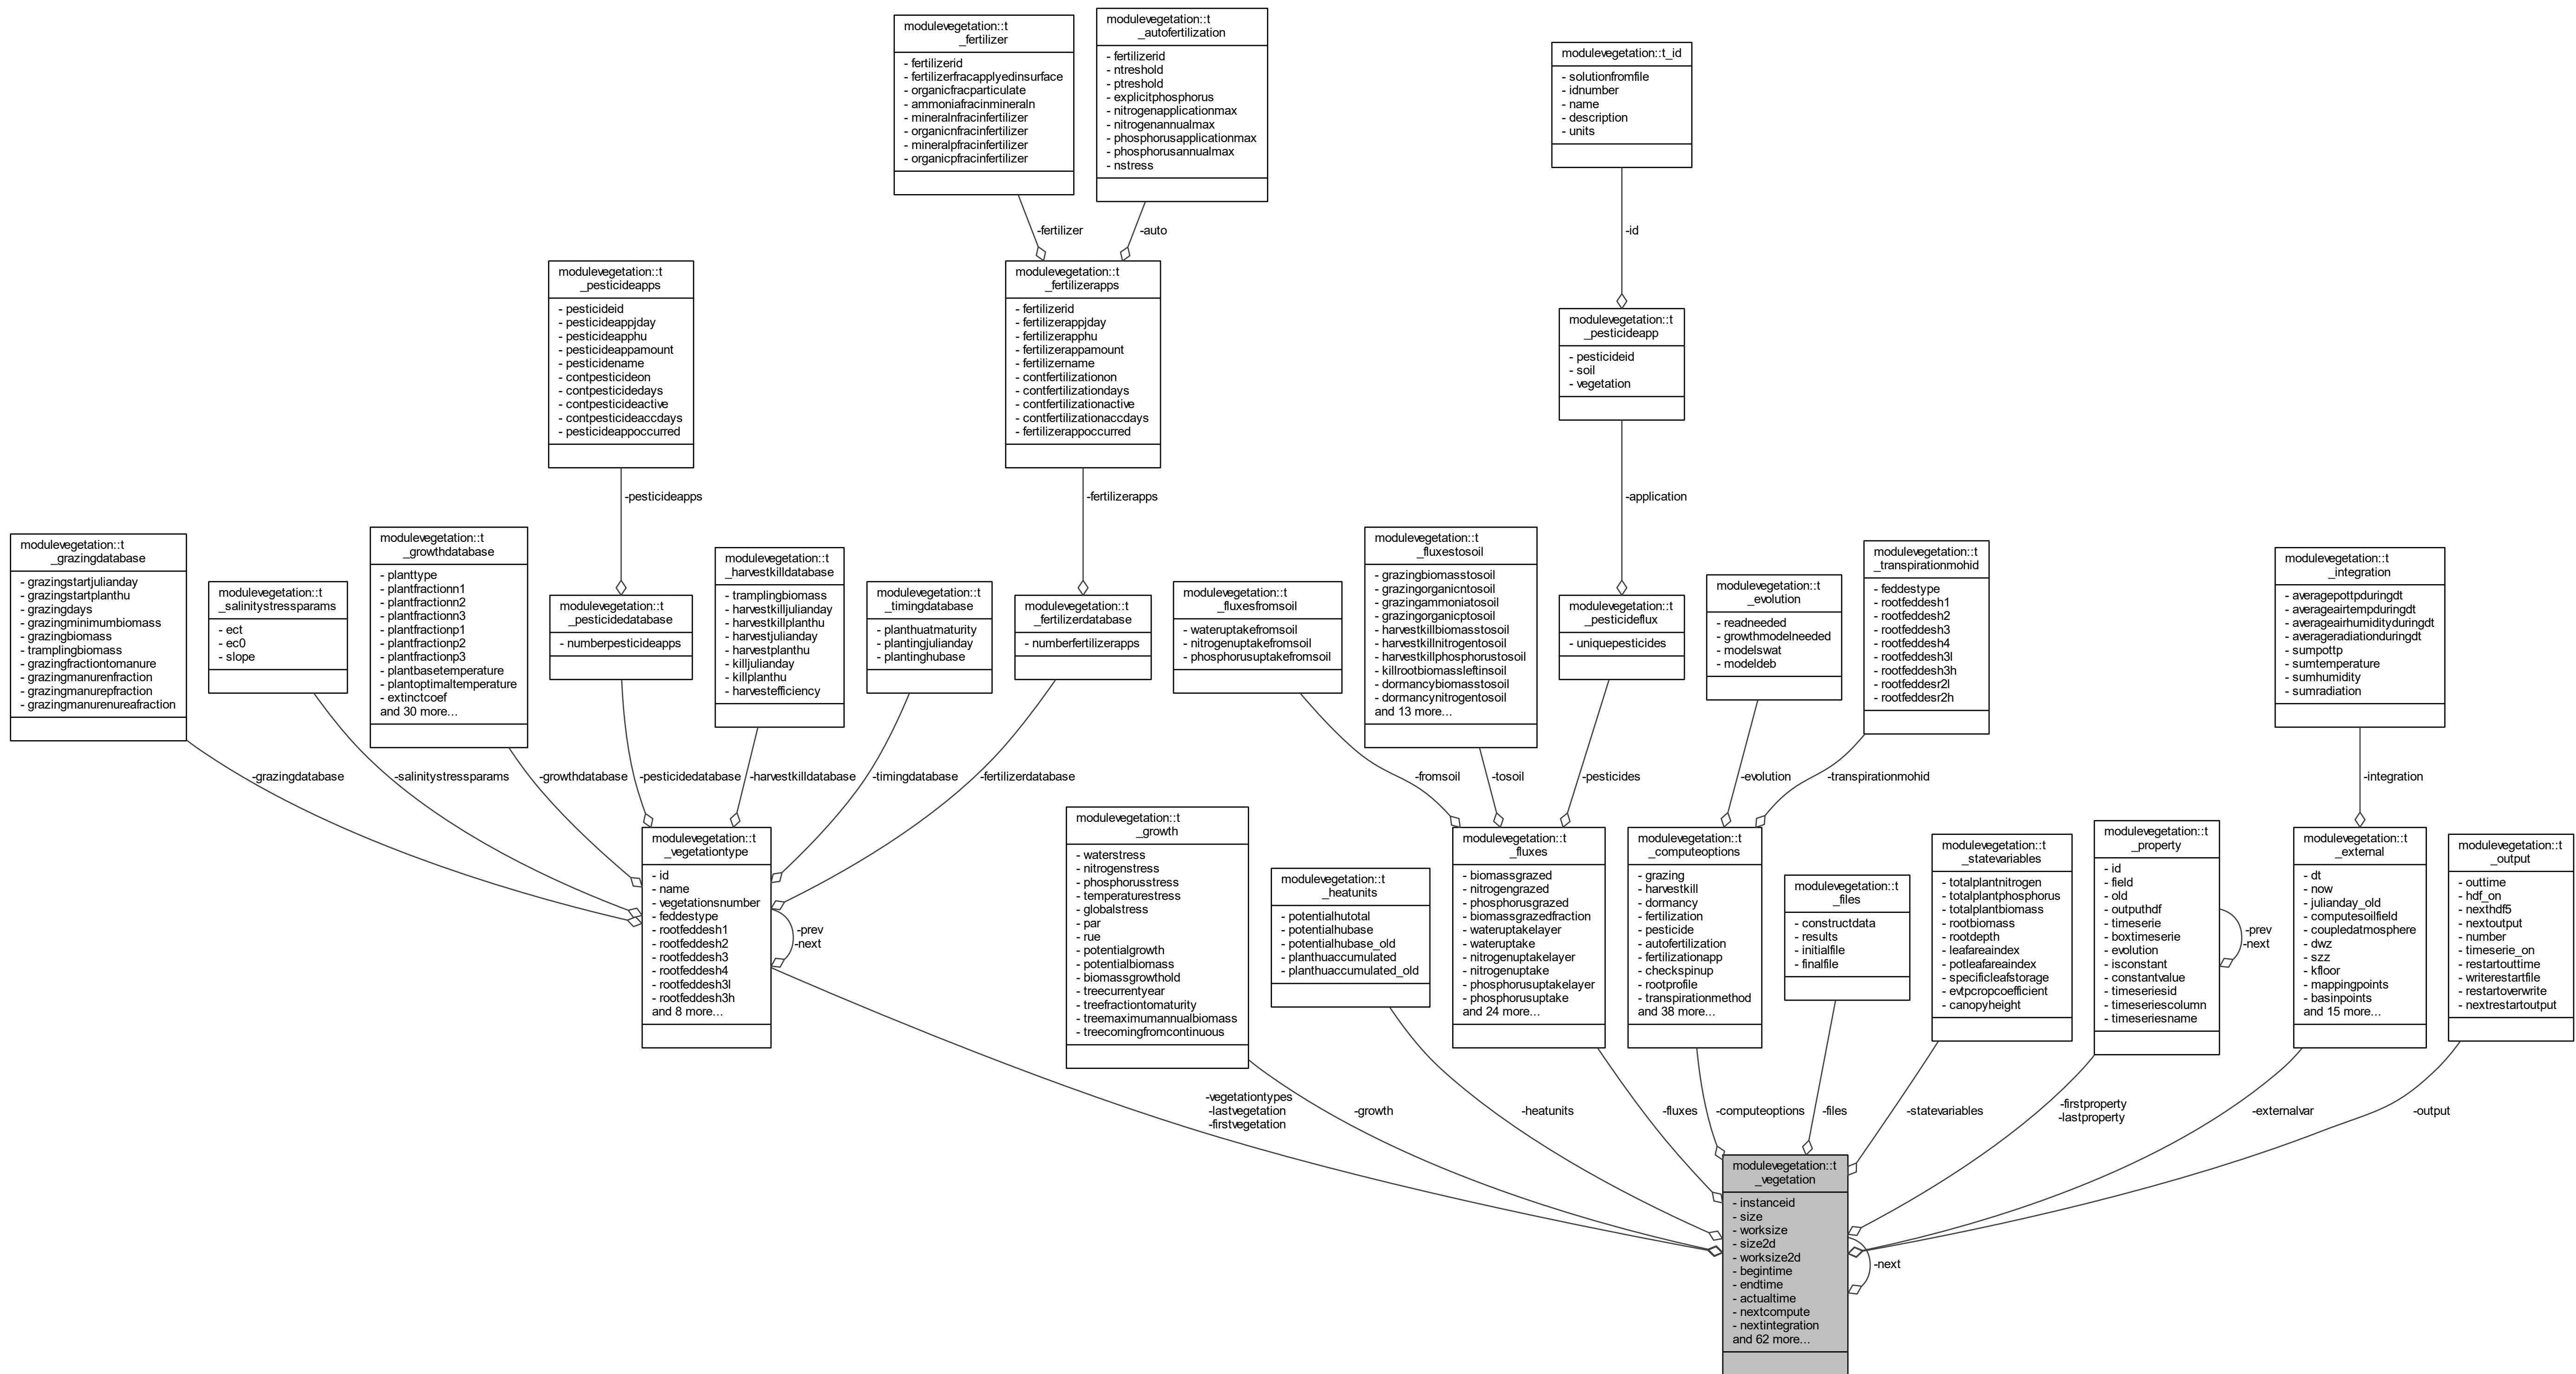 modulevegetation::t
_fertilizer
- fertilizerid
- fertilizerfracapplyedinsurface
- organicfracparticulate
- ammoniafracinmineraln
- mineralnfracinfertilizer
- organicnfracinfertilizer
- mineralpfracinfertilizer
- organicpfracinfertilizer
modulevegetation::t
_autofertilization
- fertilizerid
- ntreshold
- ptreshold
- explicitphosphorus
- nitrogenapplicationmax
- nitrogenannualmax
- phosphorusapplicationmax
- phosphorusannualmax
- nstress
modulevegetation::t_id
- solutionfromfile
- idnumber
- name
- description
- units
-fertilizer
-auto
-id
modulevegetation::t
_pesticideapps
- pesticideid
- pesticideappjday
- pesticideapphu
- pesticideappamount
- pesticidename
- contpesticideon
- contpesticidedays
- contpesticideactive
- contpesticideaccdays
- pesticideappoccurred
modulevegetation::t
_fertilizerapps
- fertilizerid
- fertilizerappjday
- fertilizerapphu
- fertilizerappamount
- fertilizername
- contfertilizationon
- contfertilizationdays
- contfertilizationactive
- contfertilizationaccdays
- fertilizerappoccurred
modulevegetation::t
_pesticideapp
- pesticideid
- soil
- vegetation
-pesticideapps
-fertilizerapps
-application
modulevegetation::t
_grazingdatabase
- grazingstartjulianday
- grazingstartplanthu
- grazingdays
- grazingminimumbiomass
- grazingbiomass
- tramplingbiomass
- grazingfractiontomanure
- grazingmanurenfraction
- grazingmanurepfraction
- grazingmanurenureafraction
modulevegetation::t
_salinitystressparams
- ect
- ec0
- slope
modulevegetation::t
_growthdatabase
- planttype
- plantfractionn1
- plantfractionn2
- plantfractionn3
- plantfractionp1
- plantfractionp2
- plantfractionp3
- plantbasetemperature
- plantoptimaltemperature
- extinctcoef
and 30 more...
modulevegetation::t
_pesticidedatabase
- numberpesticideapps
modulevegetation::t
_harvestkilldatabase
- tramplingbiomass
- harvestkilljulianday
- harvestkillplanthu
- harvestjulianday
- harvestplanthu
- killjulianday
- killplanthu
- harvestefficiency
modulevegetation::t
_timingdatabase
- planthuatmaturity
- plantingjulianday
- plantinghubase
modulevegetation::t
_fertilizerdatabase
- numberfertilizerapps
modulevegetation::t
_fluxesfromsoil
- wateruptakefromsoil
- nitrogenuptakefromsoil
- phosphorusuptakefromsoil
modulevegetation::t
_fluxestosoil
- grazingbiomasstosoil
- grazingorganicntosoil
- grazingammoniatosoil
- grazingorganicptosoil
- harvestkillbiomasstosoil
- harvestkillnitrogentosoil
- harvestkillphosphorustosoil
- killrootbiomassleftinsoil
- dormancybiomasstosoil
- dormancynitrogentosoil
and 13 more...
modulevegetation::t
_pesticideflux
- uniquepesticides
modulevegetation::t
_evolution
- readneeded
- growthmodelneeded
- modelswat
- modeldeb
modulevegetation::t
_transpirationmohid
- feddestype
- rootfeddesh1
- rootfeddesh2
- rootfeddesh3
- rootfeddesh4
- rootfeddesh3l
- rootfeddesh3h
- rootfeddesr2l
- rootfeddesr2h
modulevegetation::t
_integration
- averagepottpduringdt
- averageairtempduringdt
- averageairhumidityduringdt
- averageradiationduringdt
- sumpottp
- sumtemperature
- sumhumidity
- sumradiation
-grazingdatabase
-salinitystressparams
-growthdatabase
-pesticidedatabase
-harvestkilldatabase
-timingdatabase
-fertilizerdatabase
-fromsoil
-tosoil
-pesticides
-evolution
-transpirationmohid
-integration
modulevegetation::t
_vegetationtype
- id
- name
- vegetationsnumber
- feddestype
- rootfeddesh1
- rootfeddesh2
- rootfeddesh3
- rootfeddesh4
- rootfeddesh3l
- rootfeddesh3h
and 8 more...
-prev
-next
modulevegetation::t
_growth
- waterstress
- nitrogenstress
- phosphorusstress
- temperaturestress
- globalstress
- par
- rue
- potentialgrowth
- potentialbiomass
- biomassgrowthold
- treecurrentyear
- treefractiontomaturity
- treemaximumannualbiomass
- treecomingfromcontinuous
modulevegetation::t
_heatunits
- potentialhutotal
- potentialhubase
- potentialhubase_old
- planthuaccumulated
- planthuaccumulated_old
modulevegetation::t
_fluxes
- biomassgrazed
- nitrogengrazed
- phosphorusgrazed
- biomassgrazedfraction
- wateruptakelayer
- wateruptake
- nitrogenuptakelayer
- nitrogenuptake
- phosphorusuptakelayer
- phosphorusuptake
and 24 more...
modulevegetation::t
_computeoptions
- grazing
- harvestkill
- dormancy
- fertilization
- pesticide
- autofertilization
- fertilizationapp
- checkspinup
- rootprofile
- transpirationmethod
and 38 more...
modulevegetation::t
_files
- constructdata
- results
- initialfile
- finalfile
modulevegetation::t
_statevariables
- totalplantnitrogen
- totalplantphosphorus
- totalplantbiomass
- rootbiomass
- rootdepth
- leafareaindex
- potleafareaindex
- specificleafstorage
- evtpcropcoefficient
- canopyheight
modulevegetation::t
_property
- id
- field
- old
- outputhdf
- timeserie
- boxtimeserie
- evolution
- isconstant
- constantvalue
- timeseriesid
- timeseriescolumn
- timeseriesname
-prev
-next
modulevegetation::t
_external
- dt
- now
- julianday_old
- computesoilfield
- coupledatmosphere
- dwz
- szz
- kfloor
- mappingpoints
- basinpoints
and 15 more...
modulevegetation::t
_output
- outtime
- hdf_on
- nexthdf5
- nextoutput
- number
- timeserie_on
- restartouttime
- writerestartfile
- restartoverwrite
- nextrestartoutput
-vegetationtypes
-lastvegetation
-firstvegetation
-growth
-heatunits
-fluxes
-computeoptions
-files
-statevariables
-firstproperty
-lastproperty
-externalvar
-output
modulevegetation::t
_vegetation
- instanceid
- size
- worksize
- size2d
- worksize2d
- begintime
- endtime
- actualtime
- nextcompute
- nextintegration
and 62 more...
-next